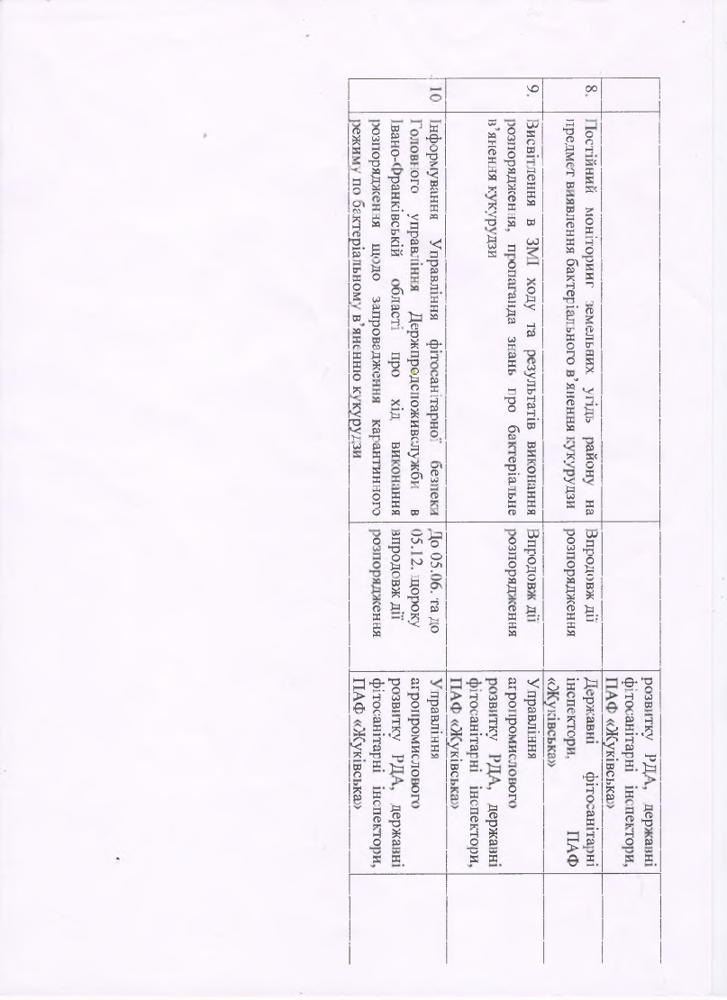 розвитку РДА, державні
фітосанітарні інспектори,
ПАФ «Жуківська»
8.
Постійний моніторинг земельних угідь району на
предмет виявлення бактеріального в’янення кукурудзи
Впродовж дії
розпорядження
Державні фітосанітарні
інспектори, ПАФ
«Жуківська»
9.
Висвітлення в ЗМІ ходу та результатів виконання
розпорядження, пропаганда знань про бактеріальне
в’янення кукурудзи
Впродовж дії
розпорядження
Управління
агропромислового
розвитку РДА, державні
фітосанітарні інспектори,
ПАФ «Жуківська»
10
Інформування Управління фітосанітарної безпеки
Головного управління Держпродспоживслужби в
Івано-Франківській області про хід виконання
розпорядження щодо запровадження карантинного
режиму по бактеріальному в’яненню кукурудзи
До 05.06. та до
05.12. щороку
впродовж дії
розпорядження
Управління
агропромислового
розвитку РДА, державні
фітосанітарні інспектори,
ПАФ «Жуківська»